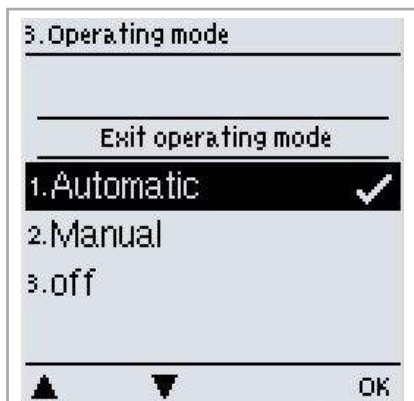 3.Operating mode
Exit operating mode
1.Automatic
2.Manual
3.off
OK